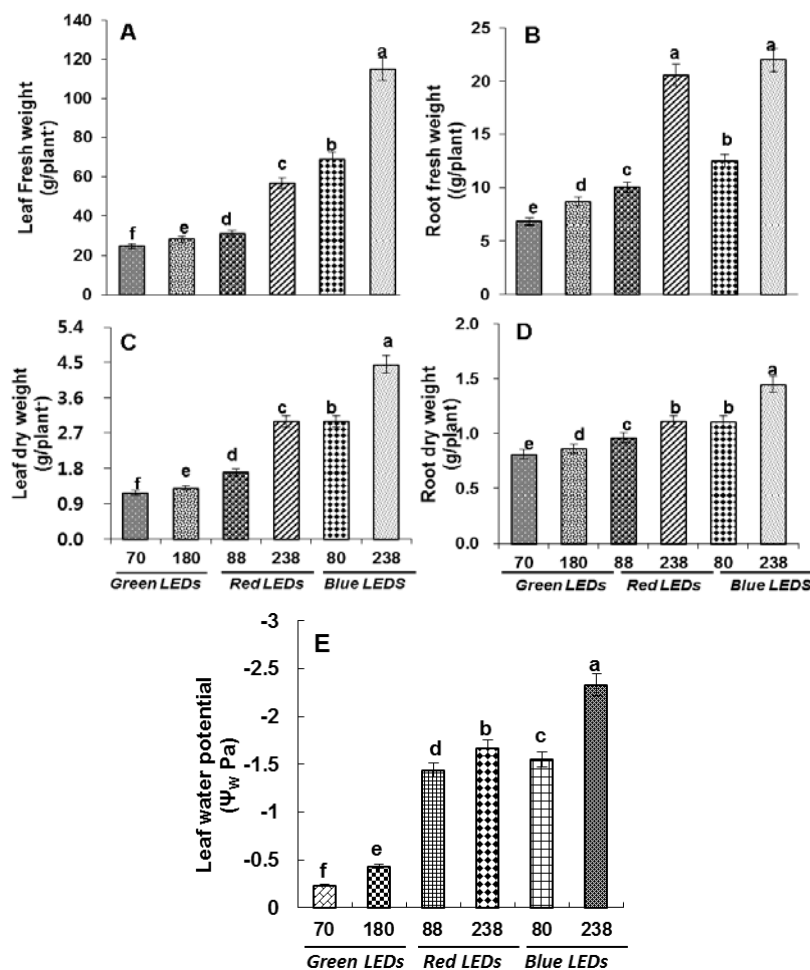 A
Leaf Fresh weight
(g/plant-)
140
120
100
80
60
40
20
0
f
e
d
c
b
a
B
Root fresh weight
((g/plant)
25
20
15
10
5
0
e
d
c
a
b
a
C
Leaf dry weight
(g/plant-)
5.4
4.5
3.6
2.7
1.8
0.9
0.0
f
e
d
c
b
a
70 180 88 238 80 238
Green LEDs Red LEDs Blue LEDS
D
Root dry weight
(g/plant)
2.0
1.5
1.0
0.5
0.0
e
d
c
b
b
a
70 180 88 238 80 238
Green LEDs Red LEDs Blue LEDS
E
Leaf water potential
(Ψw Pa)
-3
-2.5
-2
-1.5
-1
-0.5
0
f
e
d
b
c
a
70 180 88 238 80 238
Green LEDs Red LEDs Blue LEDs